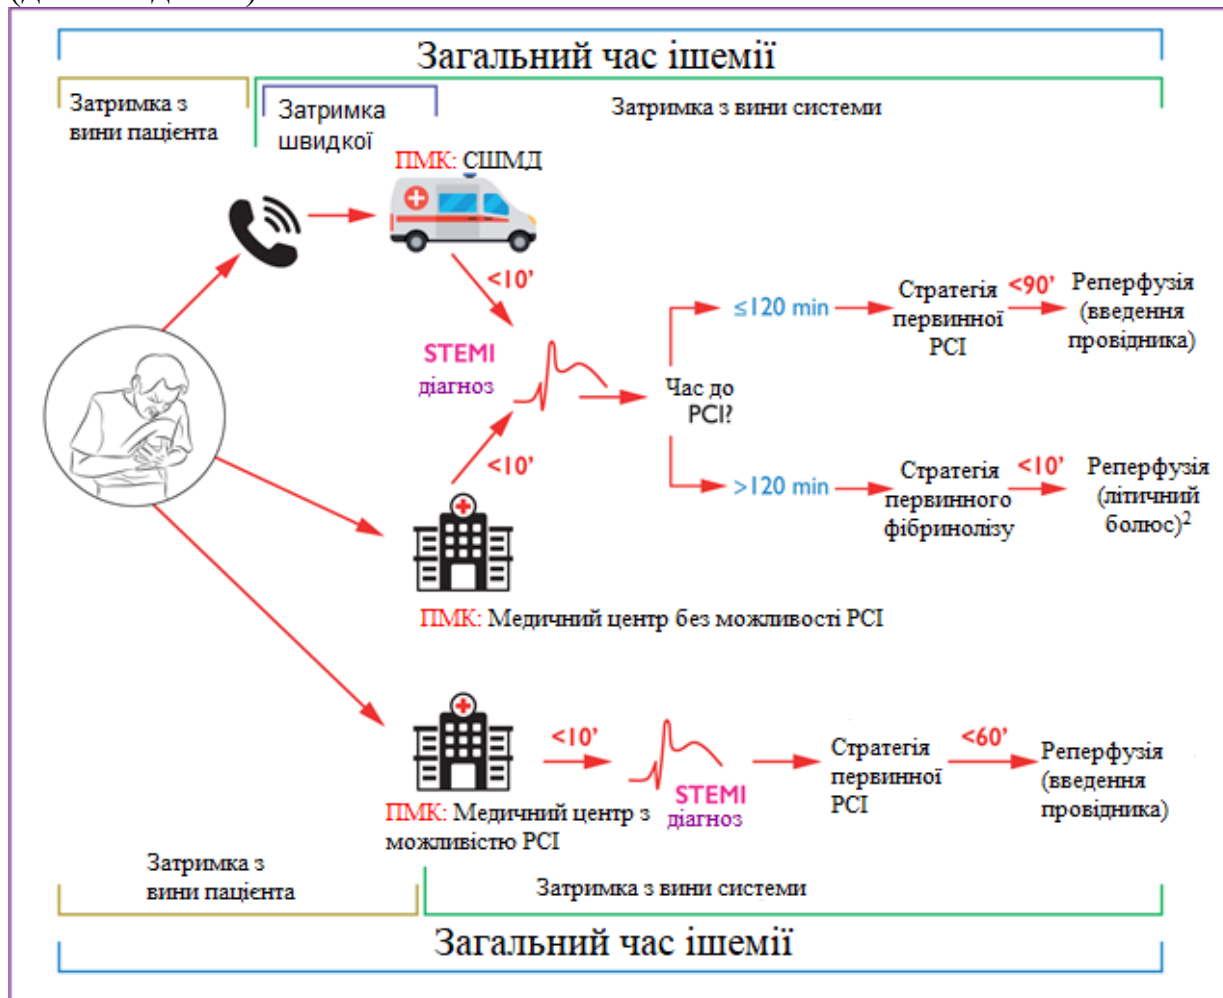 Загальний час ішемії
Затримка з
вини пацієнта
Затримка
швидкої
Затримка з вини системи
ПМК: СШМД
<10’
STEMI
діагноз
<10’
Час до
PCI?
≤120 min
Стратегія
первинної
PCI
<90’
Реперфузія
(введення
провідника)
>120 min
Стратегія
первинного
фібринолізу
<10’
Реперфузія
(літичний
болюс)2
ПМК: Медичний центр без можливості PCI
ПМК: Медичний центр з
можливістю PCI
<10’
STEMI
діагноз
Стратегія
первинної
PCI
<60’
Реперфузія
(введення
провідника)
Затримка з
вини пацієнта
Затримка з вини системи
Загальний час ішемії